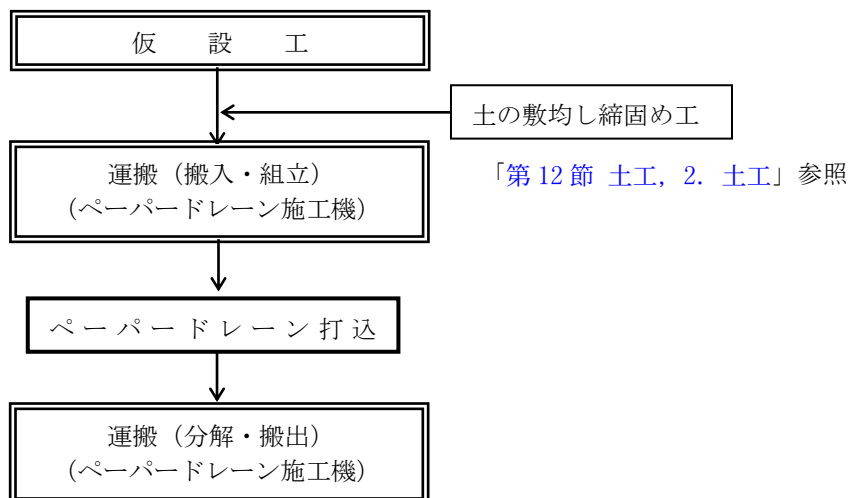 仮 設 工
土の敷均し締固め工
運搬（搬入・組立）
（ペーパードレーン施工機）
「第 12 節 土工，2．土工」参照
ペーパードレーン打込
運搬（分解・搬出）
（ペーパードレーン施工機）